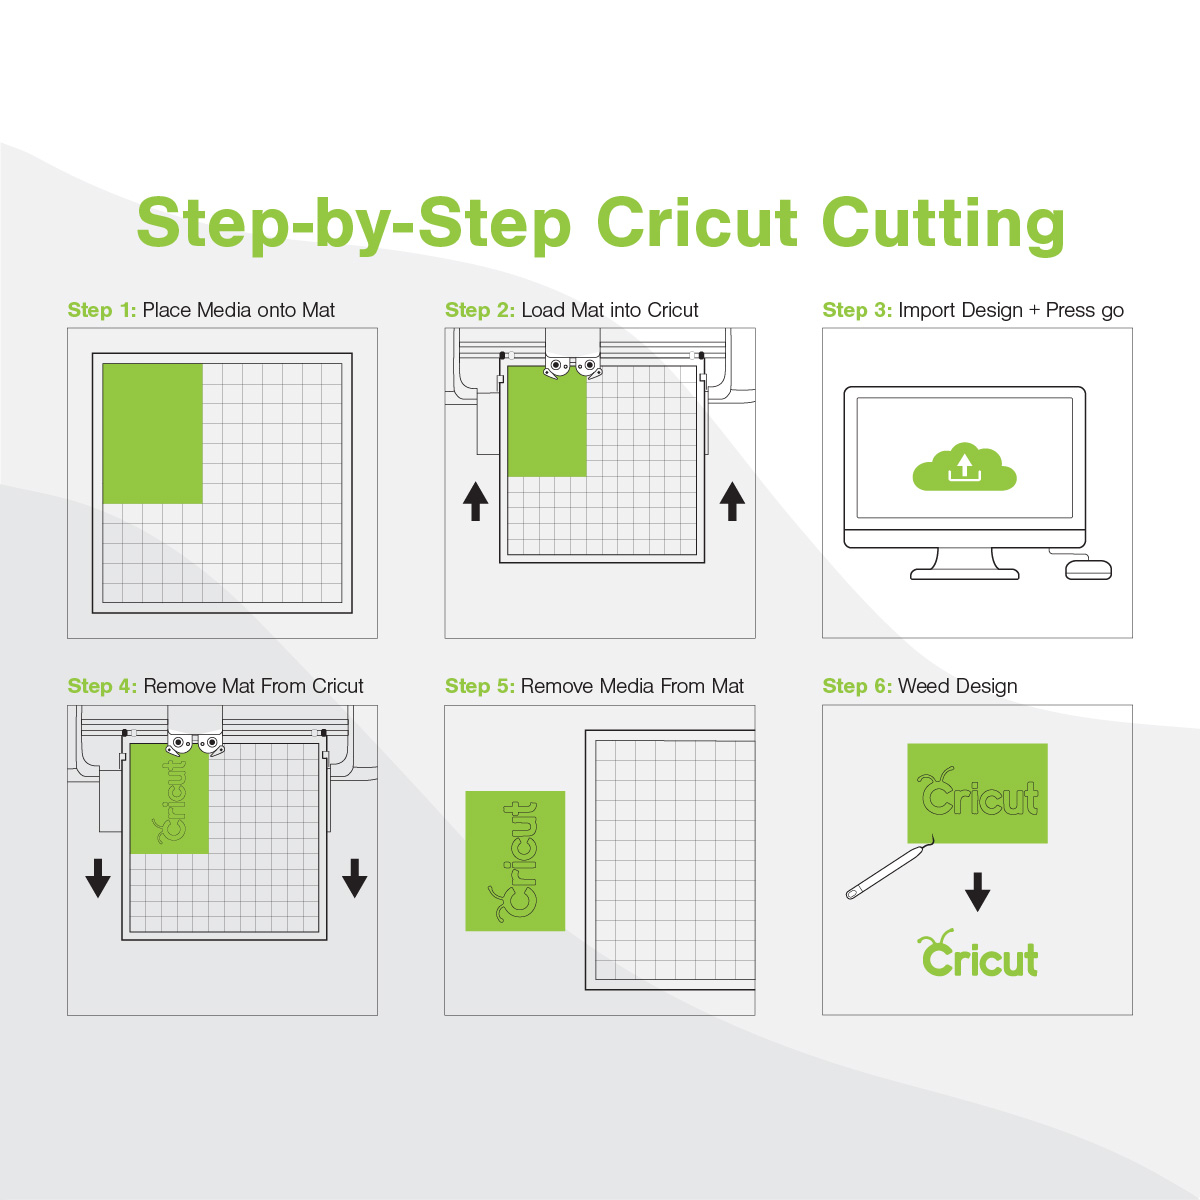 Step-by-Step Cricut Cutting
Step 1: Place Media onto Mat
Step 2: Load Mat into Cricut
Step 3: Import Design + Press go
Step 4: Remove Mat From Cricut
Cricut
Step 5: Remove Media From Mat
Cricut
Step 6: Weed Design
Cricut
Cricut